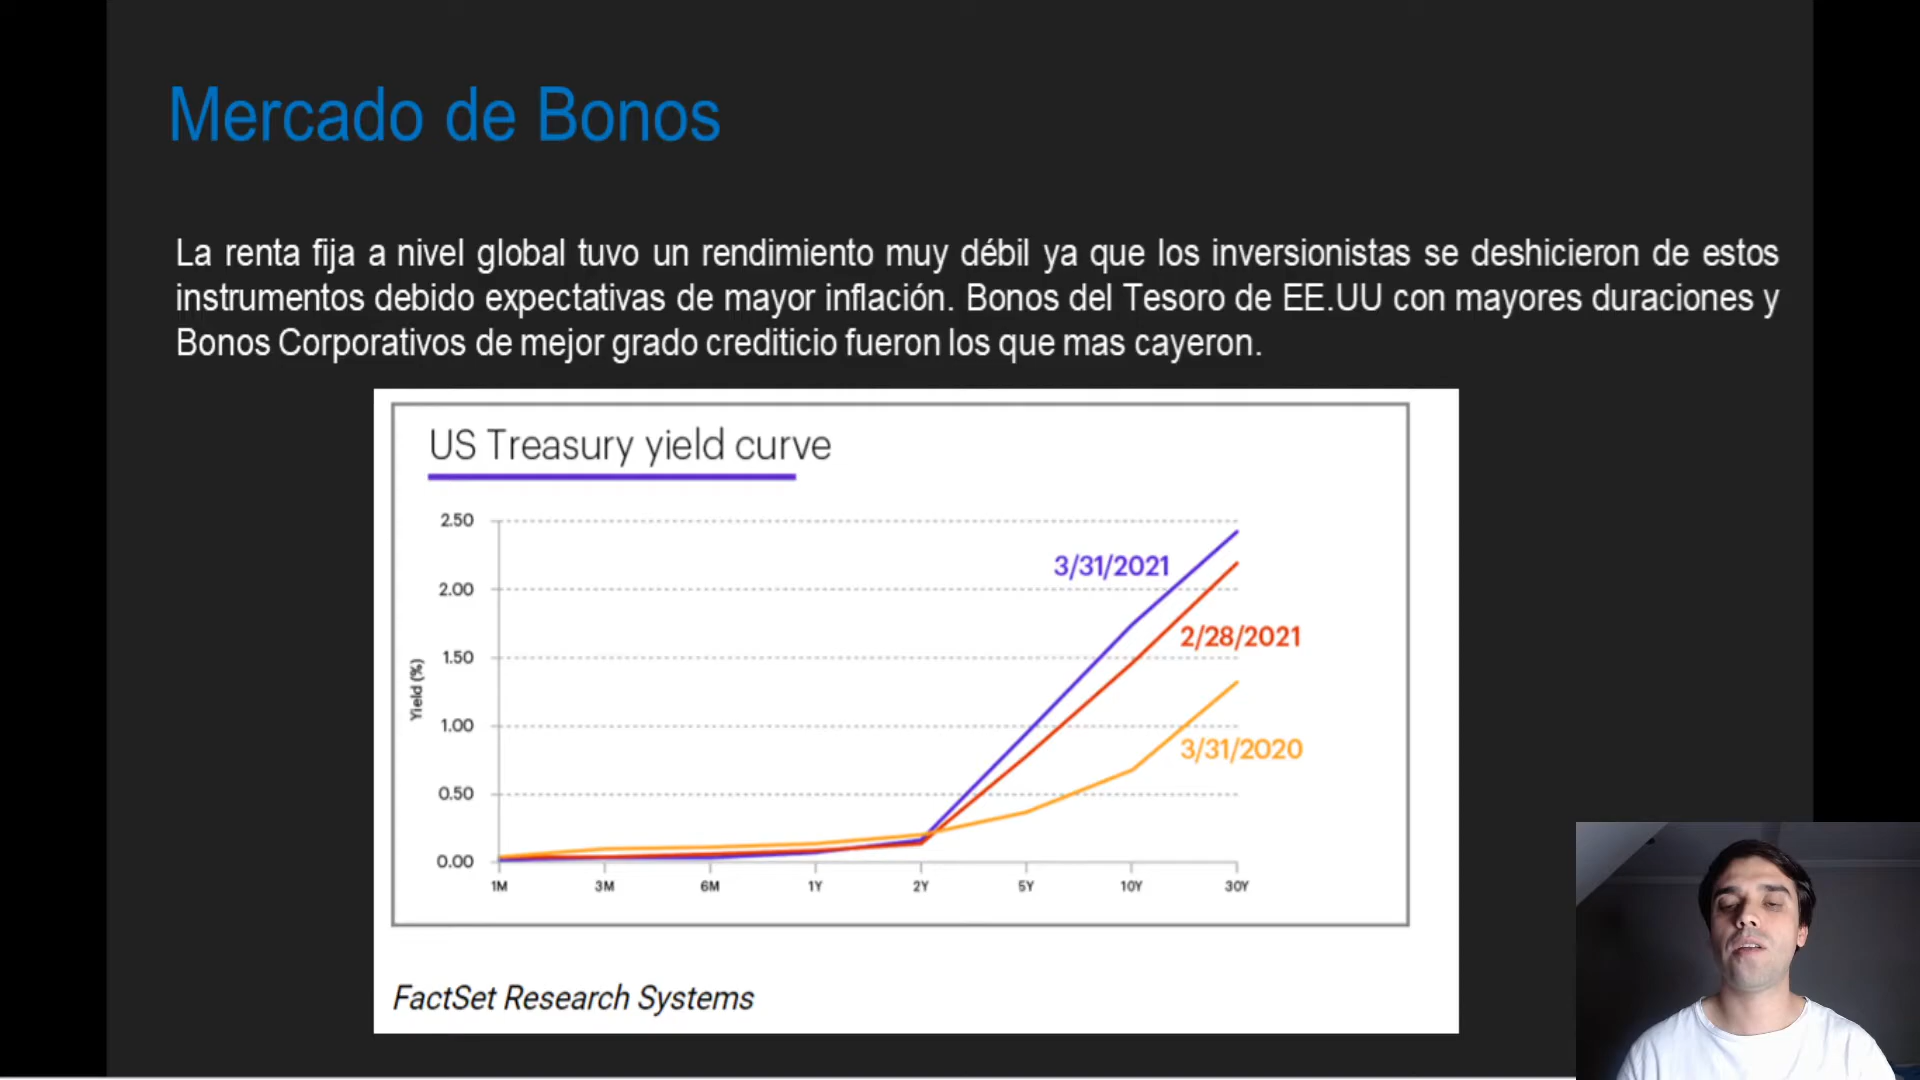 Mercado de Bonos
La renta fija a nivel global tuvo un rendimiento muy débil ya que los inversionistas se deshicieron de estos
instrumentos debido expectativas de mayor inflación. Bonos del Tesoro de EE.UU con mayores duraciones y
Bonos Corporativos de mejor grado crediticio fueron los que mas cayeron.
US Treasury yield curve
2.50
3/31/2021
2.00
2/28/2021
1.50
Yield (%)
1.00
3/31/2020
0.50
0.00
1M 3M 6M 1Y 2Y 5Y 10Y 30Y
FactSet Research Systems